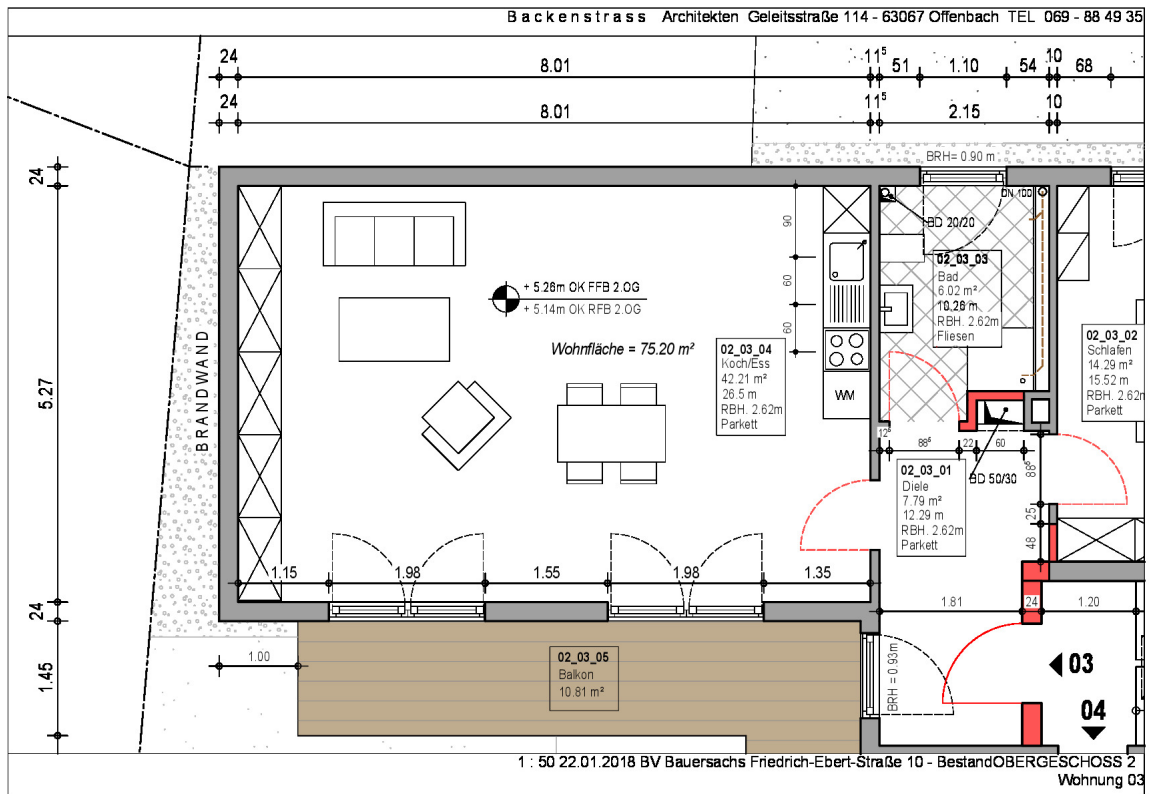 Backenstrass Architekten Geleitsstraße 114 - 63067 Offenbach TEL 069 - 88 49 35
24 8.01 11⁵ 51 1.10 54 10 68
24 8.01 11⁵ 2.15 10
BRH= 0.90 m
24
5.27
24
1.45
BRANDWAND
+ 5.26m OK FFB 2.OG
+ 5.14m OK RFB 2.OG
Wohnfläche = 75.20 m²
02_03_04
Koch/Ess
42.21 m²
26.5 m
RBH. 2.62m
Parkett
90
60
60
WM
DN 100
BD 20/20
02_03_03
Bad
6.02 m²
10.26 m
RBH. 2.62m
Fliesen
02_03_02
Schlafen
14.29 m²
15.52 m
RBH. 2.62m
Parkett
12⁵ 88⁵ 22 60
BD 50/30
02_03_01
Diele
7.79 m²
12.29 m
RBH. 2.62m
Parkett
88⁵
25
48
1.15 1.98 1.55 1.98 1.35
1.81 24 1.20
1.00
02_03_05
Balkon
10.81 m²
BRH = 0.93m
03
04
1 : 50 22.01.2018 BV Bauersachs Friedrich-Ebert-Straße 10 - BestandOBERGESCHOSS 2
Wohnung 03